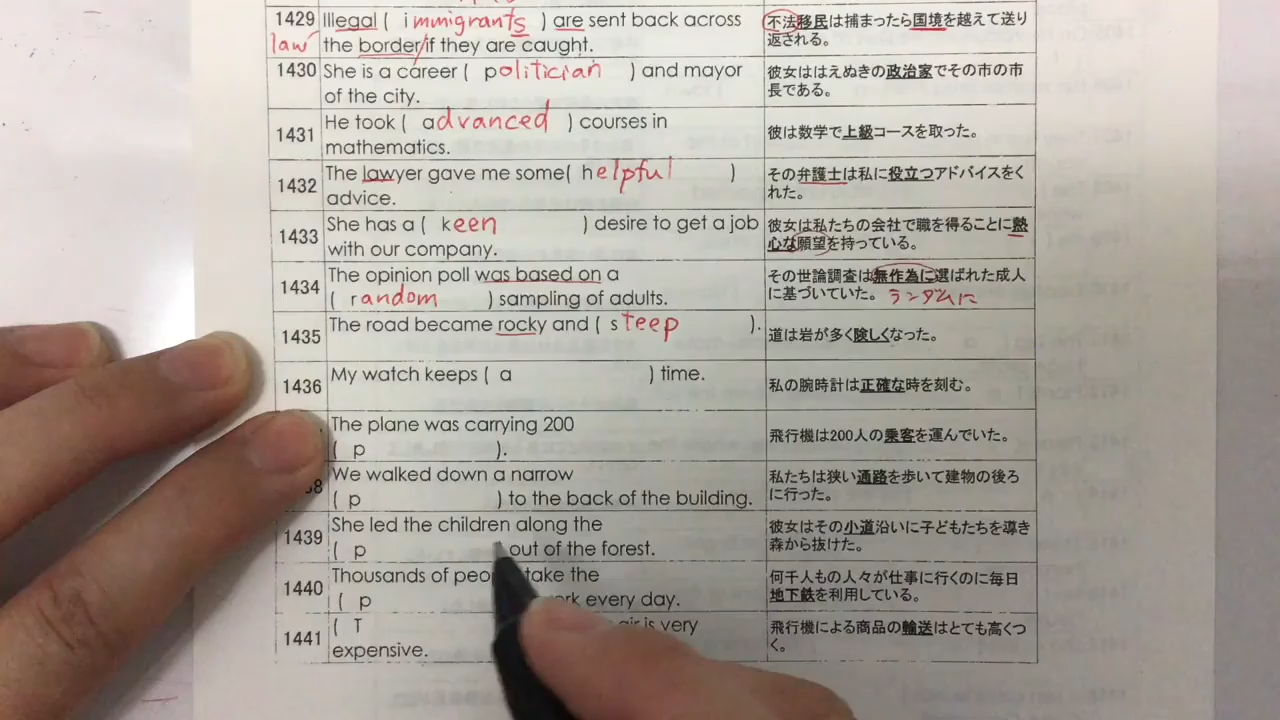 1429 Illegal ( immigrants ) are sent back across
law the border if they are caught.
不法移民は捕まったら国境を越えて送り
返される。
1430 She is a career ( politician ) and mayor
of the city.
彼女ははえぬきの政治家でその市の市
長である。
1431 He took ( advanced ) courses in
mathematics.
彼は数学で上級コースを取った。
1432 The lawyer gave me some( helpful )
advice.
その弁護士は私に役立つアドバイスをく
れた。
1433 She has a ( keen ) desire to get a job
with our company.
彼女は私たちの会社で職を得ることに熱
心な願望を持っている。
1434 The opinion poll was based on a
( random ) sampling of adults.
その世論調査は無作為に選ばれた成人
に基づいていた。 ランダムに
1435 The road became rocky and ( steep ).
道は岩が多く険しくなった。
1436 My watch keeps ( a ) time.
私の腕時計は正確な時を刻む。
The plane was carrying 200
( p ).
飛行機は200人の乗客を運んでいた。
8 We walked down a narrow
( p ) to the back of the building.
私たちは狭い通路を歩いて建物の後ろ
に行った。
1439 She led the children along the
( p out of the forest.
彼女はその小道沿いに子どもたちを導き
森から抜けた。
1440 Thousands of take the
( p every day.
何千人もの人々が仕事に行くのに毎日
地下鉄を利用している。
1441 ( T air is very
expensive.
飛行機による商品の輸送はとても高くつ
く。